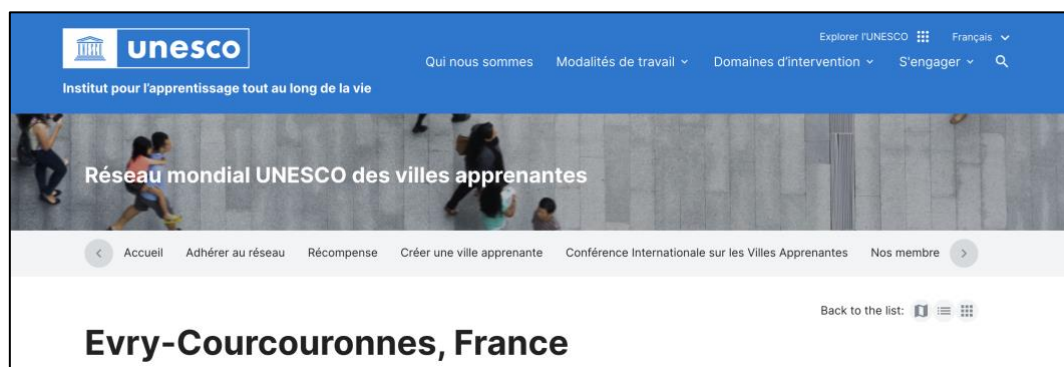 unesco
Explorer l'UNESCO Français
Qui nous sommes Modalités de travail Domaines d'intervention S'engager
Institut pour l'apprentissage tout au long de la vie
Réseau mondial UNESCO des villes apprenantes
Accueil Adhérer au réseau Récompense Créer une ville apprenante Conférence Internationale sur les Villes Apprenantes Nos membre
Back to the list:
Evry-Courcouronnes, France